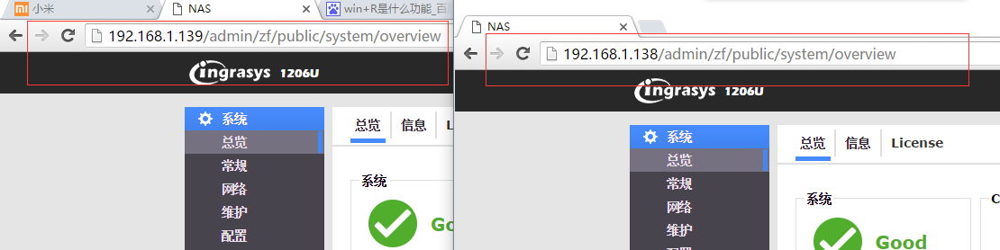 小米
NAS
win+R是什么功能_百
192.168.1.139/admin/zf/public/system/overview
ingrasys 1206U
系统
总览
常规
网络
维护
配置
总览 信息 L
系统
Go
NAS
192.168.1.138/admin/zf/public/system/overview
ingrasys 1206U
系统
总览
常规
网络
维护
配置
总览 信息 License
系统
Good
C